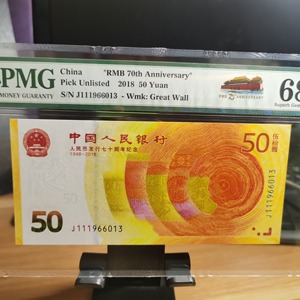 PMG
MONEY GUARANTY
China "RMB 70th Anniversary"
Pick Unlisted 2018 50 Yuan
S/N J111966013 - Wmk: Great Wall
68
中国人民银行
人民币发行七十周年纪念
1948-2018
50
伍拾圆
50
J111966013
J111966013